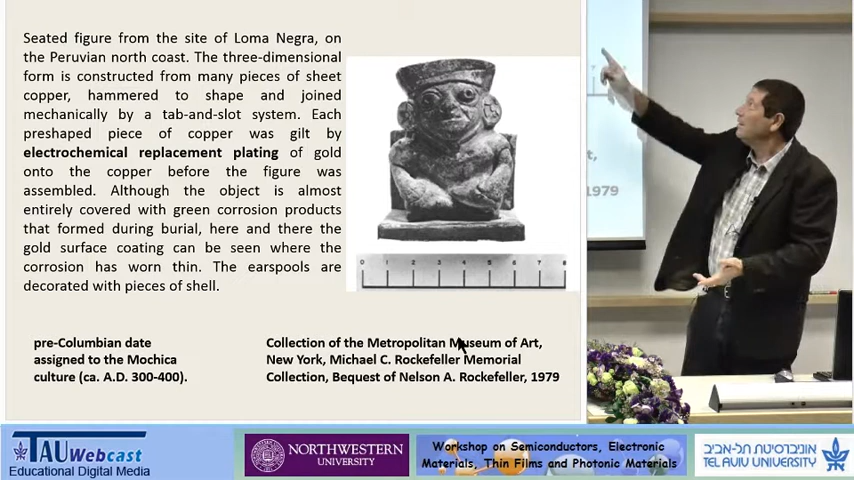 Seated figure from the site of Loma Negra, on
the Peruvian north coast. The three-dimensional
form is constructed from many pieces of sheet
copper, hammered to shape and joined
mechanically by a tab-and-slot system. Each
preshaped piece of copper was gilt by
electrochemical replacement plating of gold
onto the copper before the figure was
assembled. Although the object is almost
entirely covered with green corrosion products
that formed during burial, here and there the
gold surface coating can be seen where the
corrosion has worn thin. The earspools are
decorated with pieces of shell.
0 1 2 3 4 5 6 7 8
pre-Columbian date
assigned to the Mochica
culture (ca. A.D. 300-400).
Collection of the Metropolitan Museum of Art,
New York, Michael C. Rockefeller Memorial
Collection, Bequest of Nelson A. Rockefeller, 1979
7 8
rt,
1979
TAU Webcast
Educational Digital Media
NORTHWESTERN
UNIVERSITY
Workshop on Semiconductors, Electronic
Materials, Thin Films and Photonic Materials
אוניברסיטת תל-אביב
TEL AVIV UNIVERSITY